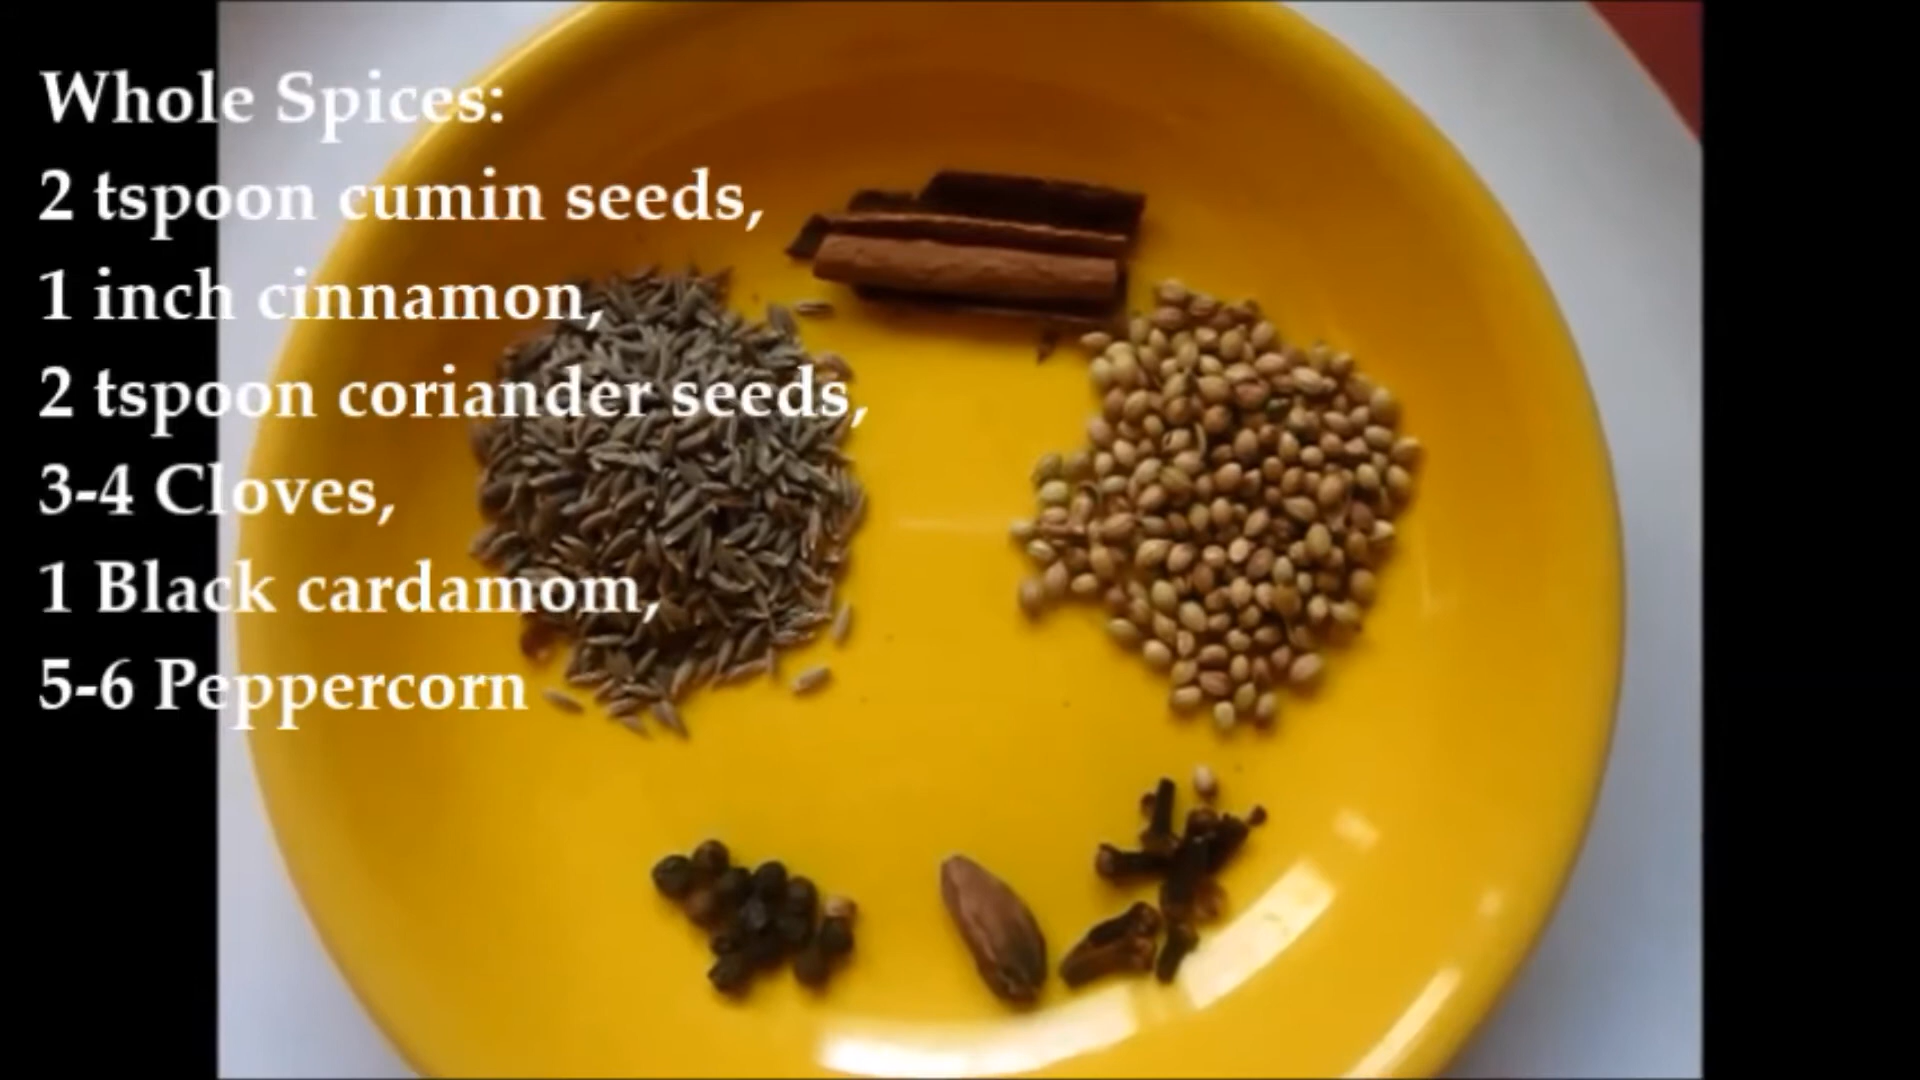 Whole Spices:
2 tspoon cumin seeds,
1 inch cinnamon,
2 tspoon coriander seeds,
3-4 Cloves,
1 Black cardamom,
5-6 Peppercorn